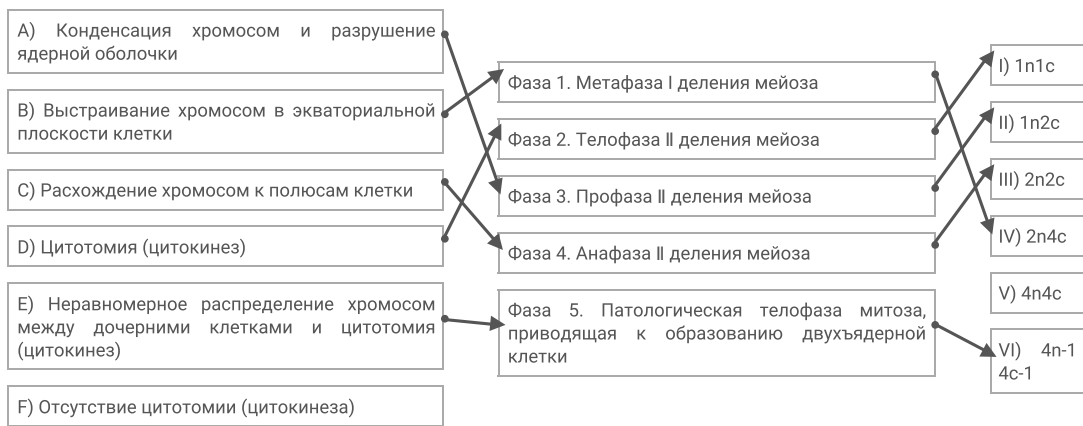 A) Конденсация хромосом и разрушение
ядерной оболочки
B) Выстраивание хромосом в экваториальной
плоскости клетки
C) Расхождение хромосом к полюсам клетки
D) Цитотомия (цитокинез)
E) Неравномерное распределение хромосом
между дочерними клетками и цитотомия
(цитокинез)
F) Отсутствие цитотомии (цитокинеза)
Фаза 1. Метафаза I деления мейоза
Фаза 2. Телофаза II деления мейоза
Фаза 3. Профаза II деления мейоза
Фаза 4. Анафаза II деления мейоза
Фаза 5. Патологическая телофаза митоза,
приводящая к образованию двухъядерной
клетки
I) 1n1c
II) 1n2c
III) 2n2c
IV) 2n4c
V) 4n4c
VI) 4n-1
4c-1